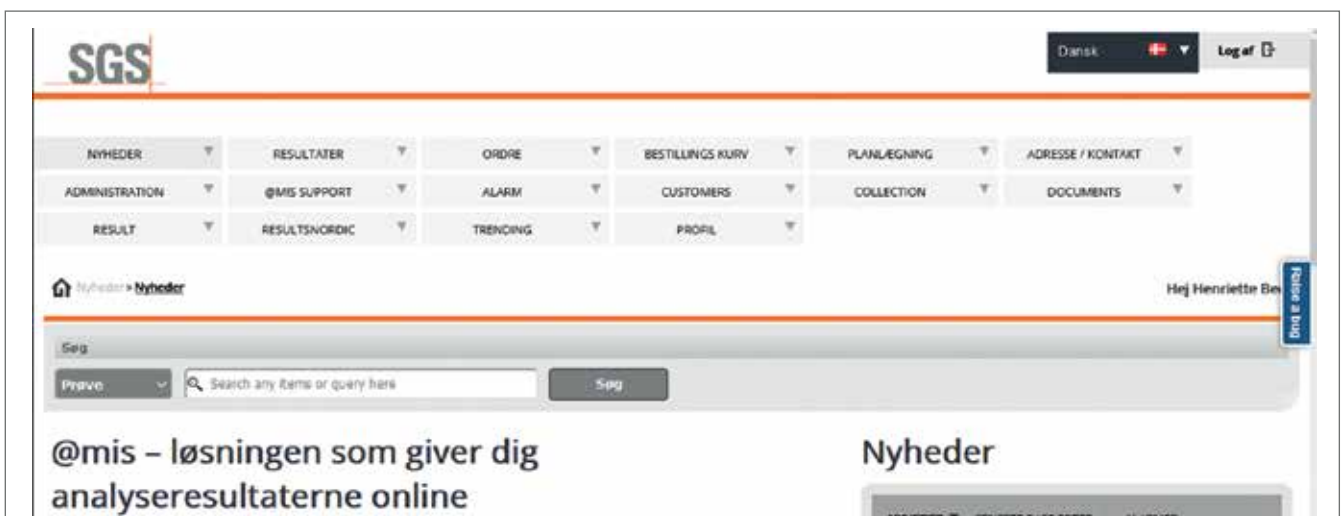 SGS
Dansk Log af
NYHEDER RESULTATER ORDRE BESTILLINGS KURV PLANLÆGNING ADRESSE / KONTAKT
ADMINISTRATION @MIS SUPPORT ALARM CUSTOMERS COLLECTION DOCUMENTS
RESULT RESULTSNORDIC TRENDING PROFIL
Nyheder » Nyheder
Hej Henriette
Raise a bug
Søg
Prøve Search any items or query here Søg
@mis – løsningen som giver dig
analyseresultaterne online
Nyheder